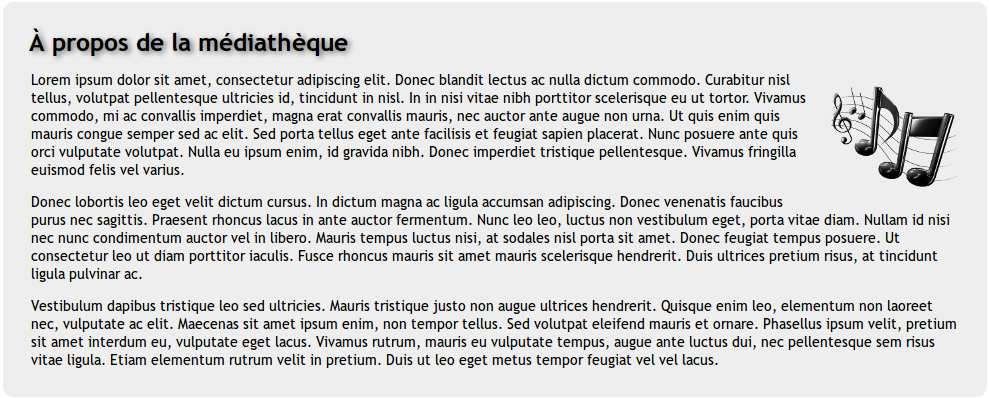 À propos de la médiathèque
Lorem ipsum dolor sit amet, consectetur adipiscing elit. Donec blandit lectus ac nulla dictum commodo. Curabitur nisl
tellus, volutpat pellentesque ultricies id, tincidunt in nisl. In in nisi vitae nibh porttitor scelerisque eu ut tortor. Vivamus
commodo, mi ac convallis imperdiet, magna erat convallis mauris, nec auctor ante augue non urna. Ut quis enim quis
mauris congue semper sed ac elit. Sed porta tellus eget ante facilisis et feugiat sapien placerat. Nunc posuere ante quis
orci vulputate volutpat. Nulla eu ipsum enim, id gravida nibh. Donec imperdiet tristique pellentesque. Vivamus fringilla
euismod felis vel varius.
Donec lobortis leo eget velit dictum cursus. In dictum magna ac ligula accumsan adipiscing. Donec venenatis faucibus
purus nec sagittis. Praesent rhoncus lacus in ante auctor fermentum. Nunc leo leo, luctus non vestibulum eget, porta vitae diam. Nullam id nisi
nec nunc condimentum auctor vel in libero. Mauris tempus luctus nisi, at sodales nisl porta sit amet. Donec feugiat tempus posuere. Ut
consectetur leo ut diam porttitor iaculis. Fusce rhoncus mauris sit amet mauris scelerisque hendrerit. Duis ultrices pretium risus, at tincidunt
ligula pulvinar ac.
Vestibulum dapibus tristique leo sed ultricies. Mauris tristique justo non augue ultrices hendrerit. Quisque enim leo, elementum non laoreet
nec, vulputate ac elit. Maecenas sit amet ipsum enim, non tempor tellus. Sed volutpat eleifend mauris et ornare. Phasellus ipsum velit, pretium
sit amet interdum eu, vulputate eget lacus. Vivamus rutrum, mauris eu vulputate tempus, augue ante luctus dui, nec pellentesque sem risus
vitae ligula. Etiam elementum rutrum velit in pretium. Duis ut leo eget metus tempor feugiat vel vel lacus.